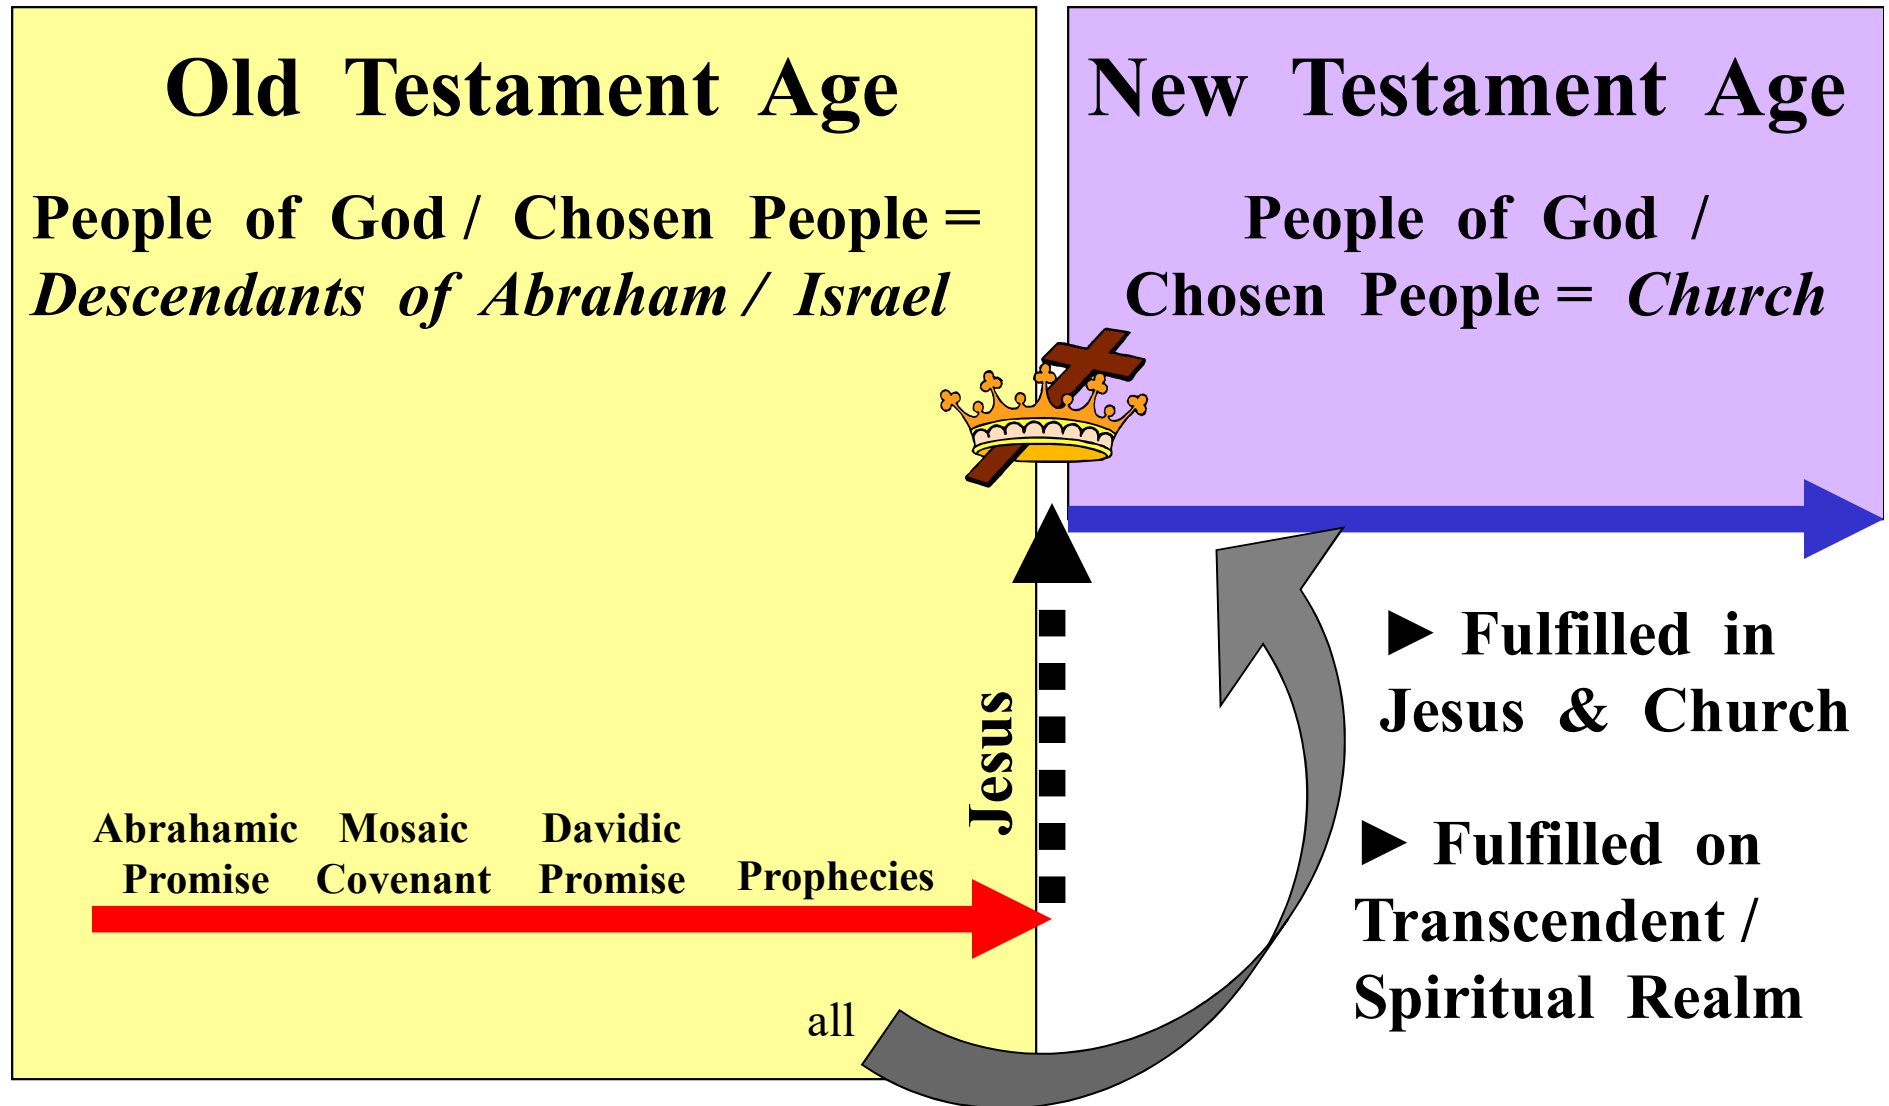 Old Testament Age
People of God / Chosen People =
Descendants of Abraham / Israel
New Testament Age
People of God /
Chosen People = Church
Jesus
Abrahamic
Promise
Mosaic
Covenant
Davidic
Promise
Prophecies
all
► Fulfilled in
Jesus & Church
► Fulfilled on
Transcendent /
Spiritual Realm